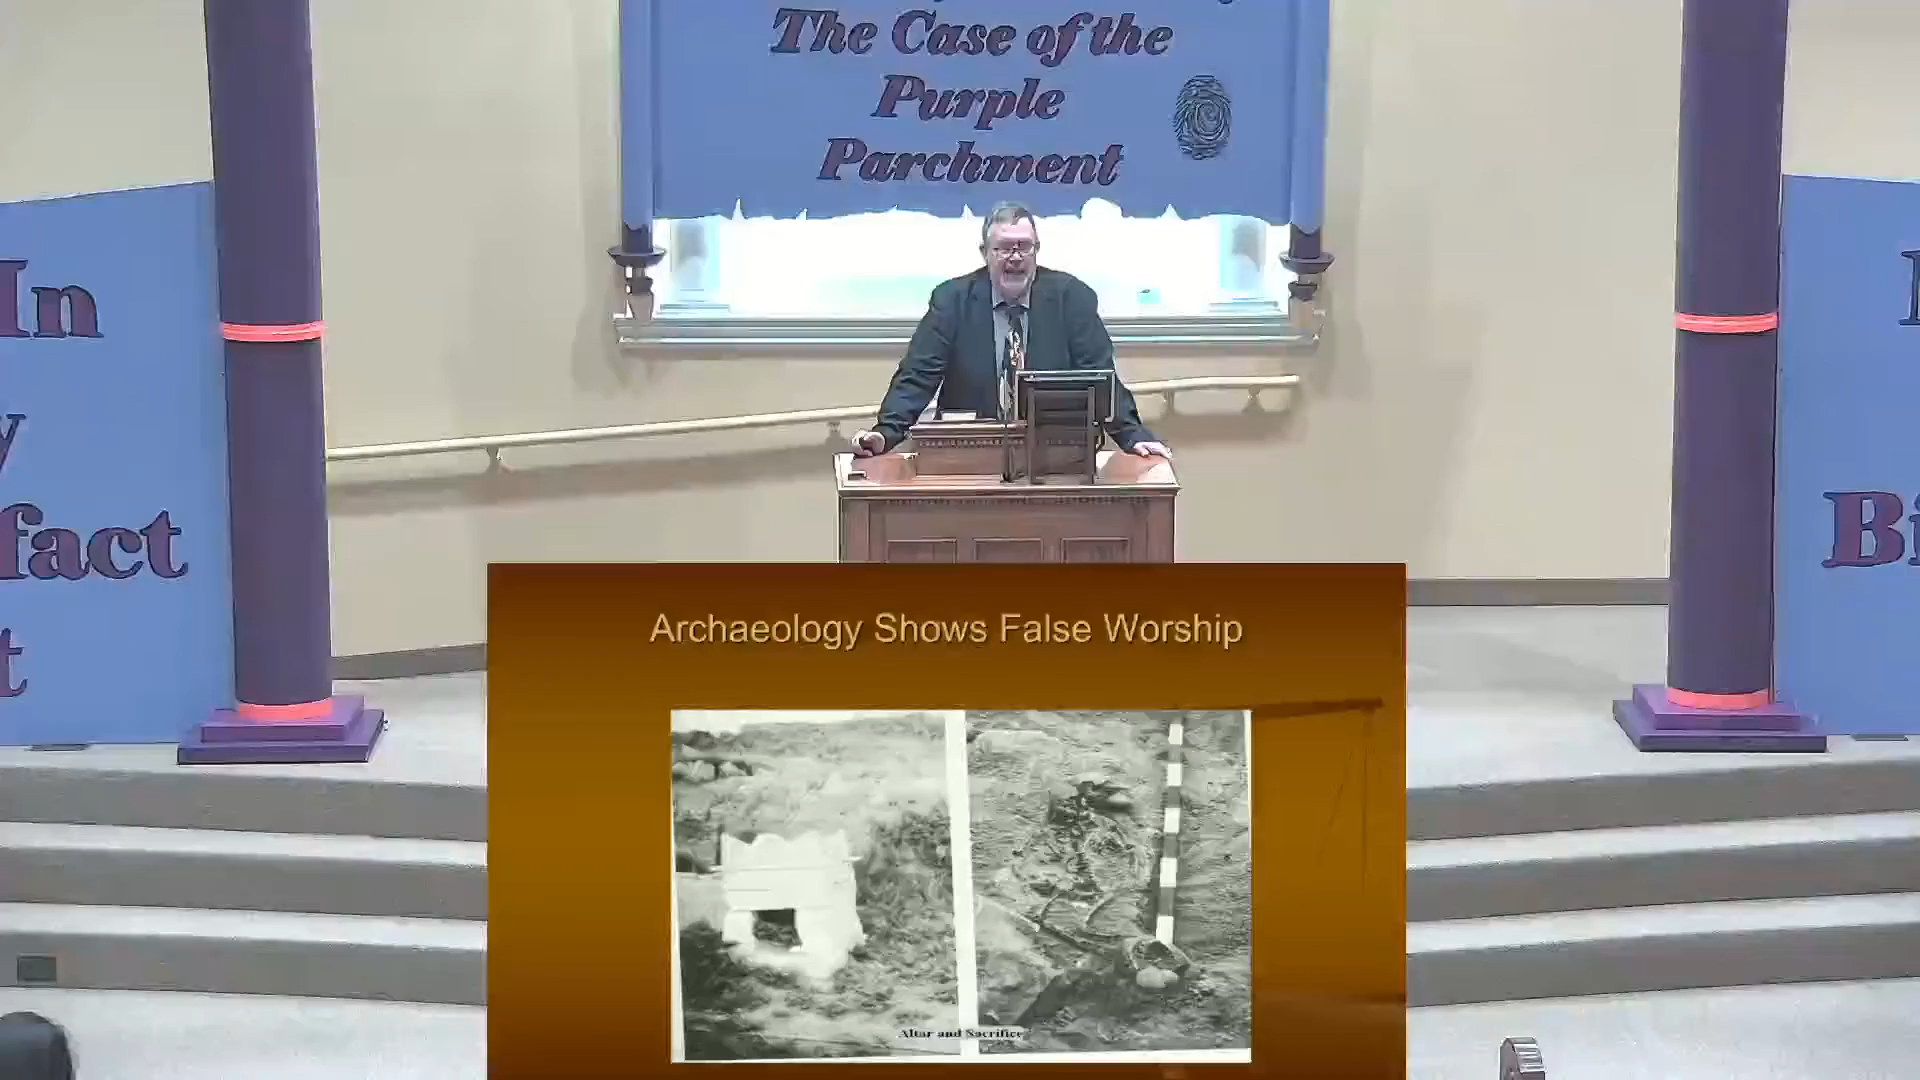 The Case of the
Purple
Parchment
In
y
fact
t
Bi
Archaeology Shows False Worship
Altar and Sacrifice